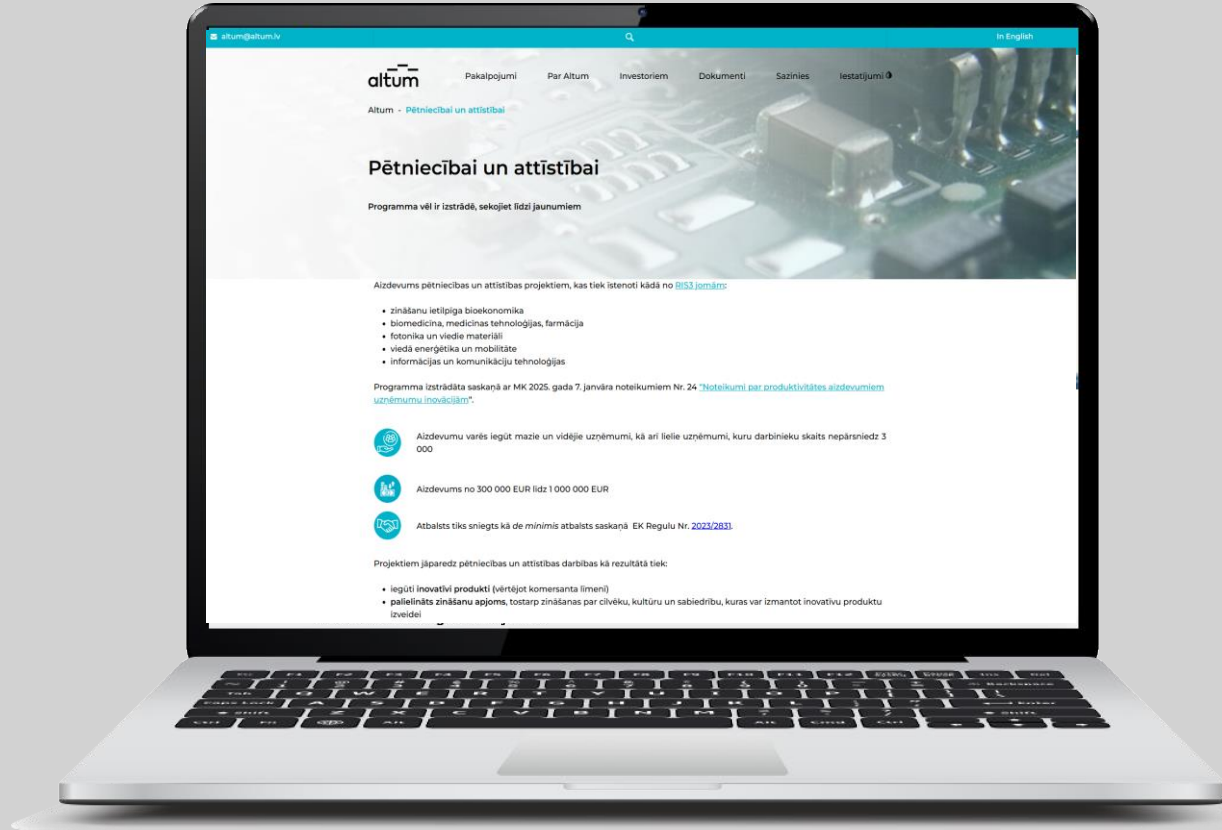 altum@altum.lv
In English
altum
Pakalpojumi Par Altum Investoriem Dokumenti Sazinies Iestatījumi
Altum - Pētniecībai un attīstībai
Pētniecībai un attīstībai
Programma vēl ir izstrādē, sekojiet līdzi jaunumiem
Aizdevums pētniecības un attīstības projektiem, kas tiek īstenoti kādā no RIS3 jomām:
• zināšanu ietilpīga bioekonomika
• biomedicīna, medicīnas tehnoloģijas, farmācija
• fotonika un viedie materiāli
• viedā enerģētika un mobilitāte
• informācijas un komunikāciju tehnoloģijas
Programma izstrādāta saskaņā ar MK 2025. gada 7. janvāra noteikumiem Nr. 24 "Noteikumi par produktivitātes aizdevumiem
uzņēmumu inovācijām".
Aizdevumu varēs iegūt mazie un vidējie uzņēmumi, kā arī lielie uzņēmumi, kuru darbinieku skaits nepārsniedz 3
000
Aizdevums no 300 000 EUR līdz 1 000 000 EUR
Atbalsts tiks sniegts kā de minimis atbalsts saskaņā EK Regulu Nr. 2023/2831.
Projektiem jāparedz pētniecības un attīstības darbības kā rezultātā tiek:
• iegūti inovatīvi produkti (vērtējot komersanta līmenī)
• palielināts zināšanu apjoms, tostarp zināšanas par cilvēku, kultūru un sabiedrību, kuras var izmantot inovatīvu produktu
izveidei